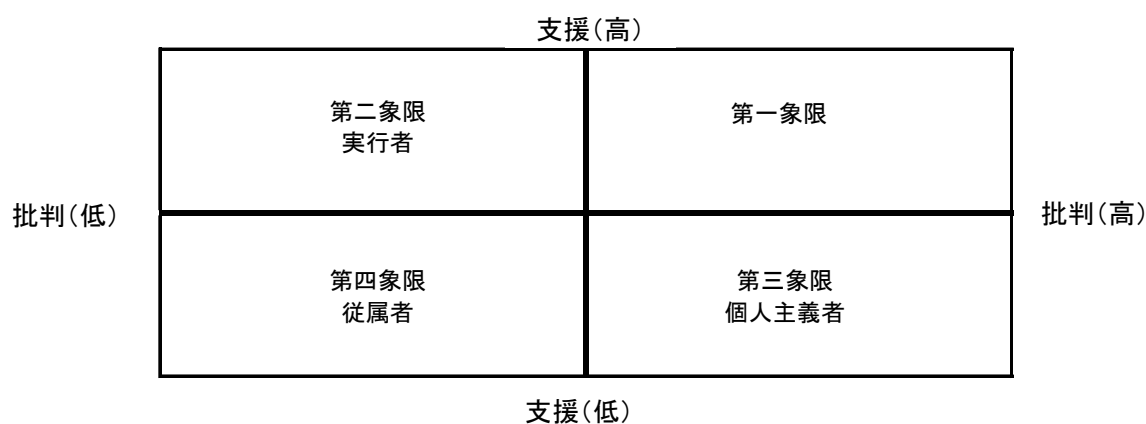 支援（高）
第二象限
実行者
第一象限
批判（低）
批判（高）
第四象限
従属者
第三象限
個人主義者
支援（低）